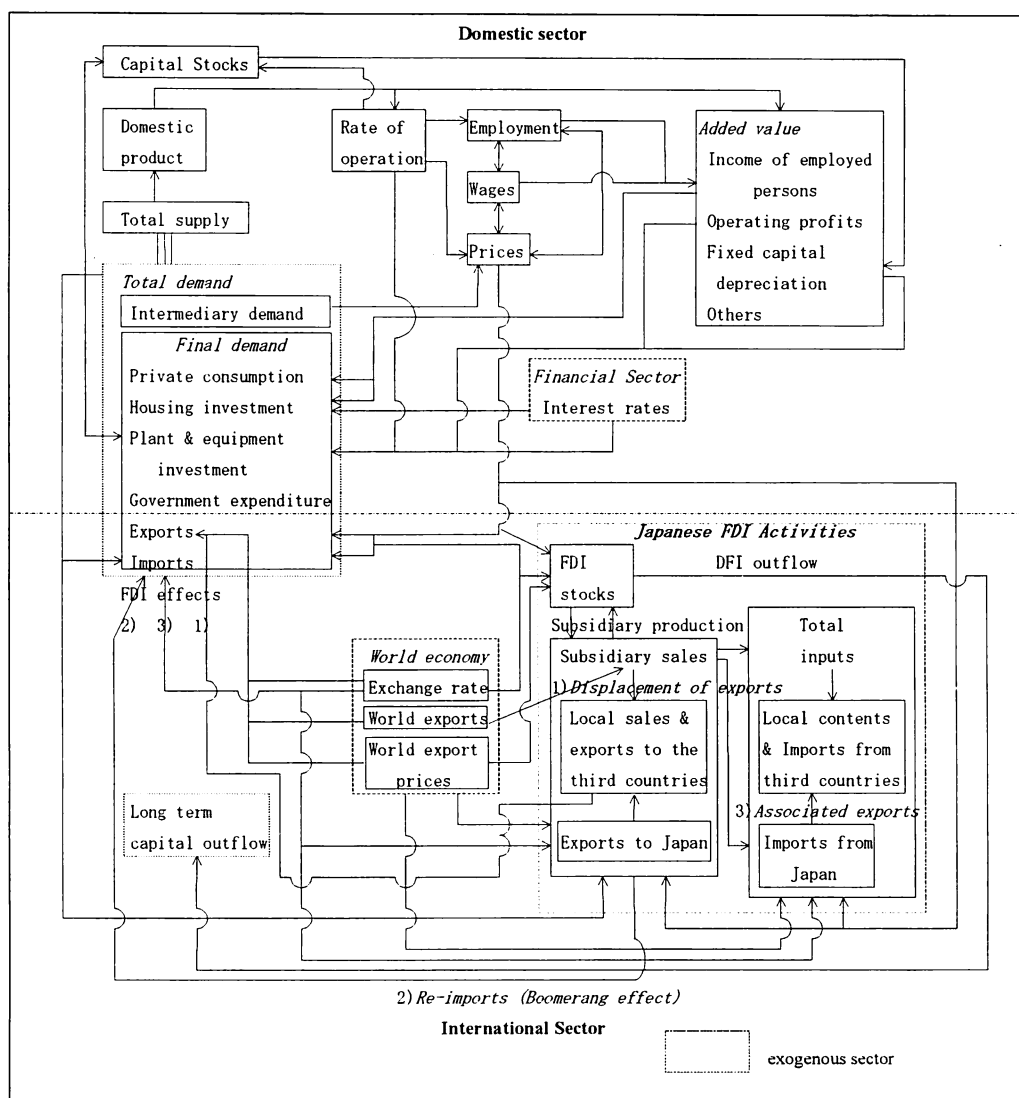 Domestic sector
Capital Stocks
Domestic
product
Rate of
operation
Employment
Wages
Prices
Added value
Income of employed
persons
Operating profits
Fixed capital
depreciation
Others
Total supply
Total demand
Intermediary demand
Final demand
Private consumption
Housing investment
Plant & equipment
investment
Government expenditure
Exports
Imports
Financial Sector
Interest rates
FDI effects
2) 3) 1)
Japanese FDI Activities
FDI
stocks
DFI outflow
Subsidiary production
Subsidiary sales
1) Displacement of exports
Local sales &
exports to the
third countries
Exports to Japan
Total
inputs
Local contents
& Imports from
third countries
3) Associated exports
Imports from
Japan
World economy
Exchange rate
World exports
World export
prices
Long term
capital outflow
2) Re-imports (Boomerang effect)
International Sector
exogenous sector